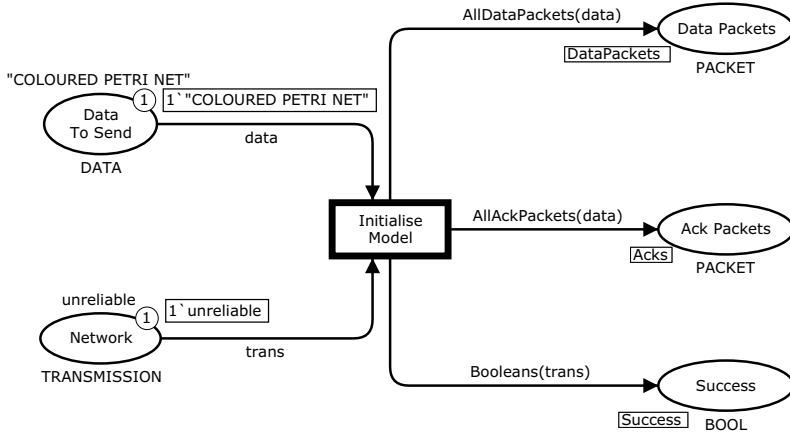 AllDataPackets(data)
Data Packets
DataPackets
PACKET
"COLOURED PETRI NET"
1
1`"COLOURED PETRI NET"
Data
To Send
data
DATA
Initialise
Model
AllAckPackets(data)
Ack Packets
Acks
PACKET
unreliable
1
1`unreliable
Network
trans
TRANSMISSION
Booleans(trans)
Success
Success
BOOL